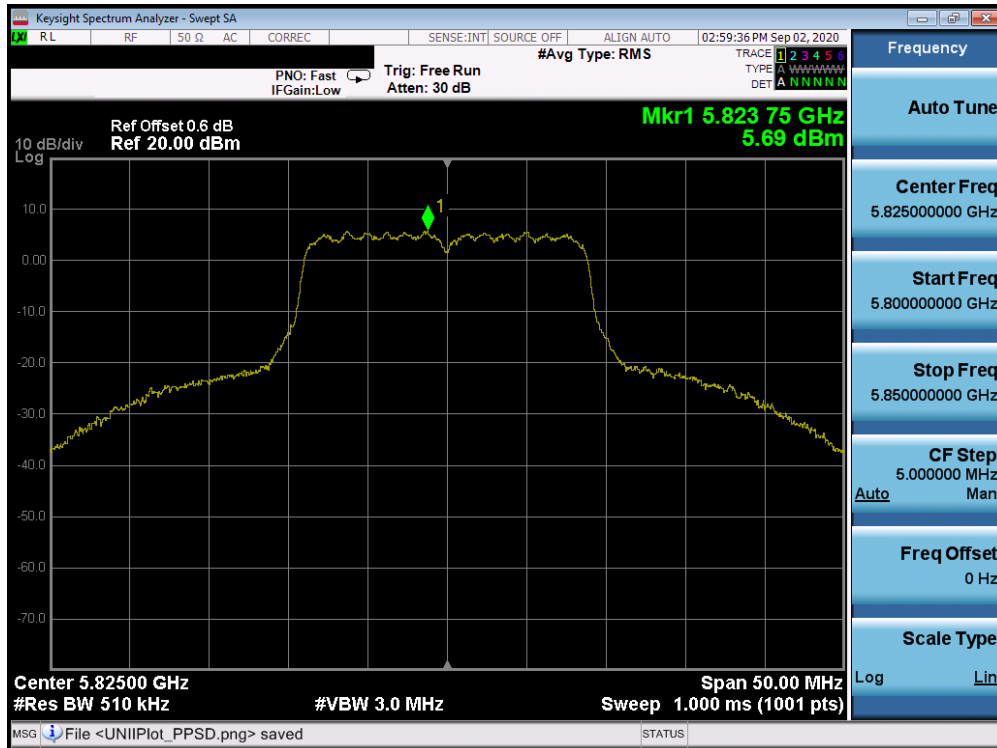 Keysight Spectrum Analyzer - Swept SA
LXI RL RF 50 Ω AC CORREC SENSE:INT SOURCE OFF ALIGN AUTO 02:59:36 PM Sep 02, 2020
#Avg Type: RMS
TRACE 1 2 3 4 5 6
PNO: Fast Trig: Free Run
TYPE A WWWWW
IFGain:Low Atten: 30 dB
DET A N N N N N
Mkr1 5.823 75 GHz
5.69 dBm
Ref Offset 0.6 dB
10 dB/div Ref 20.00 dBm
Log
1
10.0
0.00
-10.0
-20.0
-30.0
-40.0
-50.0
-60.0
-70.0
Center 5.82500 GHz Span 50.00 MHz
#Res BW 510 kHz #VBW 3.0 MHz Sweep 1.000 ms (1001 pts)
MSG File <UNIIPlot_PPSD.png> saved STATUS
Frequency
Auto Tune
Center Freq
5.825000000 GHz
Start Freq
5.800000000 GHz
Stop Freq
5.850000000 GHz
CF Step
5.000000 MHz
Auto Man
Freq Offset
0 Hz
Scale Type
Log Lin